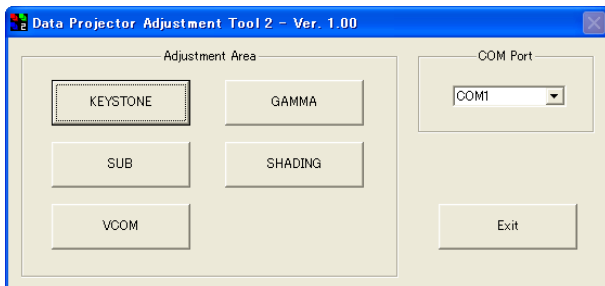 Data Projector Adjustment Tool 2 - Ver. 1.00
Adjustment Area
COM Port
KEYSTONE
GAMMA
COM1
SUB
SHADING
VCOM
Exit